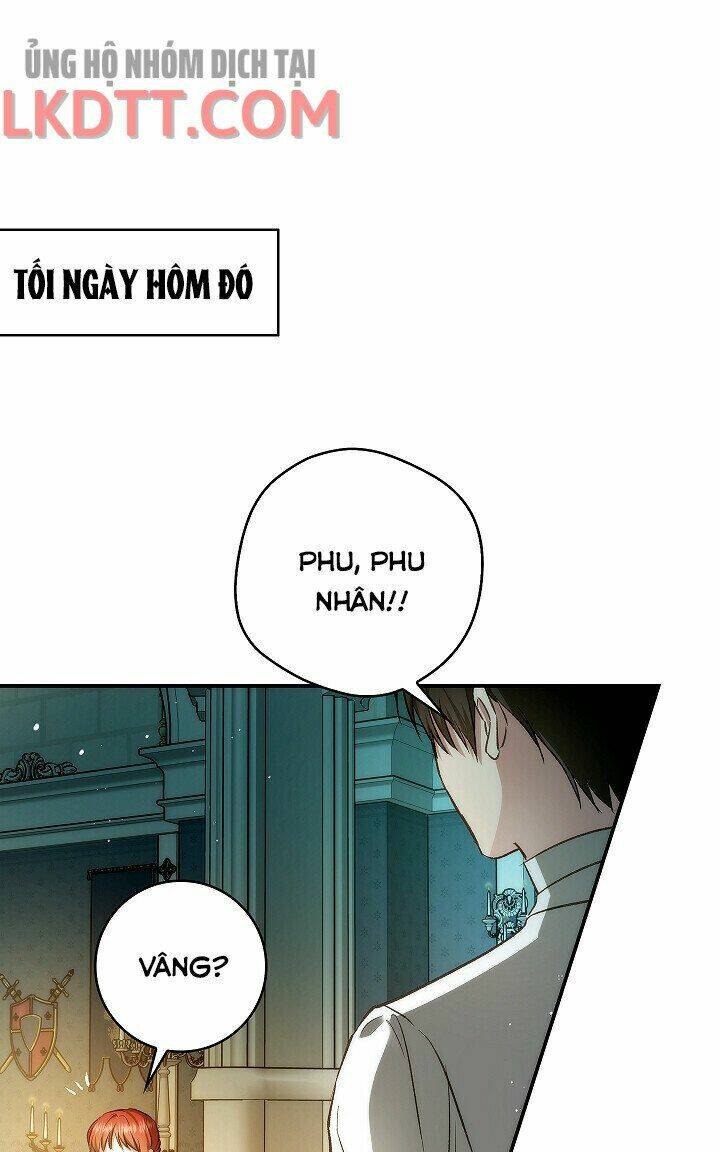 ỦNG HỘ NHÓM DỊCH TẠI
LKDTT.COM
TỐI NGÀY HÔM ĐÓ
PHU, PHU
NHÂN!!
VÂNG?